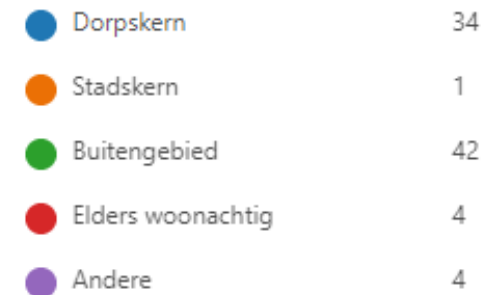 Dorpskern 34
Stadskern 1
Buitengebied 42
Elders woonachtig 4
Andere 4